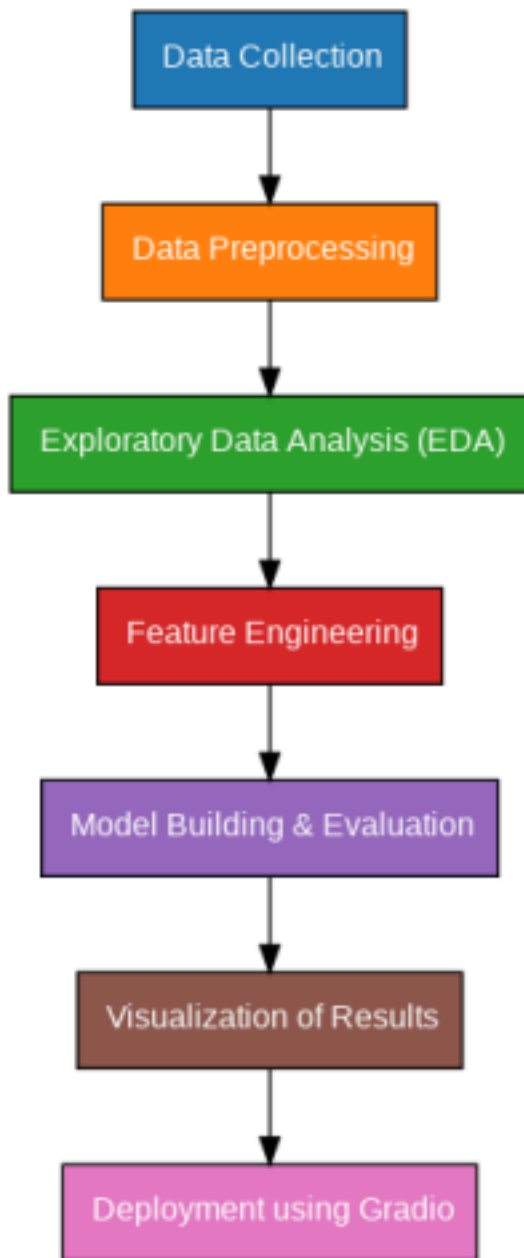 Data Collection
Data Preprocessing
Exploratory Data Analysis (EDA)
Feature Engineering
Model Building & Evaluation
Visualization of Results
Deployment using Gradio